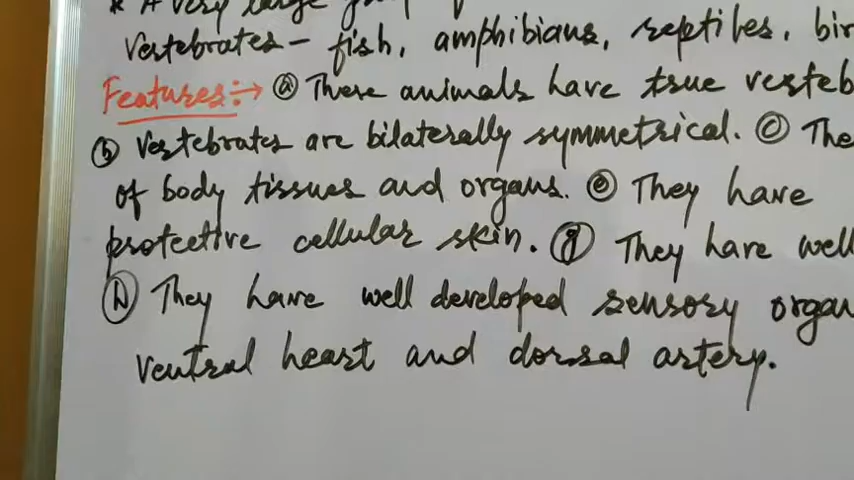 * A very large
vertebrates - fish, amphibians, reptiles, bir
Features:→ ⓐ These animals have true verteb
ⓑ Vertebrates are bilaterally symmetrical. ⓒ The
of body tissues and organs. ⓔ They have
protective cellular skin. ⓖ They have well
ⓗ They have well developed sensory organ
ventral heart and dorsal artery.